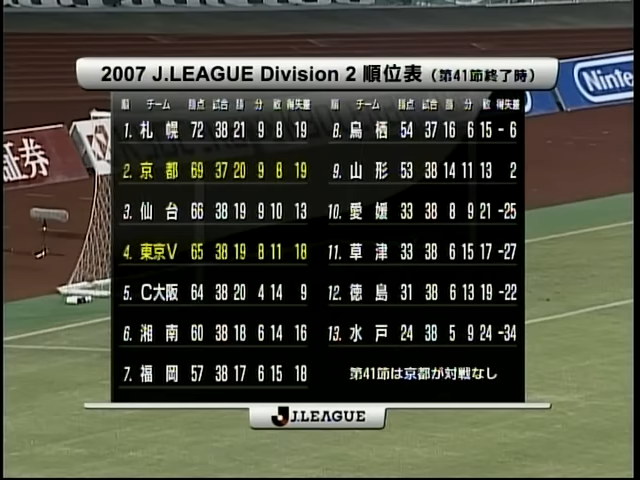 2007 J.LEAGUE Division 2 順位表（第41節終了時）
順 チーム 勝点 試合 勝 分 敗 得失差
1. 札幌 72 38 21 9 8 19
2. 京都 69 37 20 9 8 19
3. 仙台 66 38 19 9 10 13
4. 東京V 65 38 19 8 11 18
5. C大阪 64 38 20 4 14 9
6. 湘南 60 38 18 6 14 16
7. 福岡 57 38 17 6 15 18
順 チーム 勝点 試合 勝 分 敗 得失差
8. 鳥栖 54 37 16 6 15 -6
9. 山形 53 38 14 11 13 2
10. 愛媛 33 38 8 9 21 -25
11. 草津 33 38 6 15 17 -27
12. 徳島 31 38 6 13 19 -22
13. 水戸 24 38 5 9 24 -34
第41節は京都が対戦なし
J.LEAGUE
証券